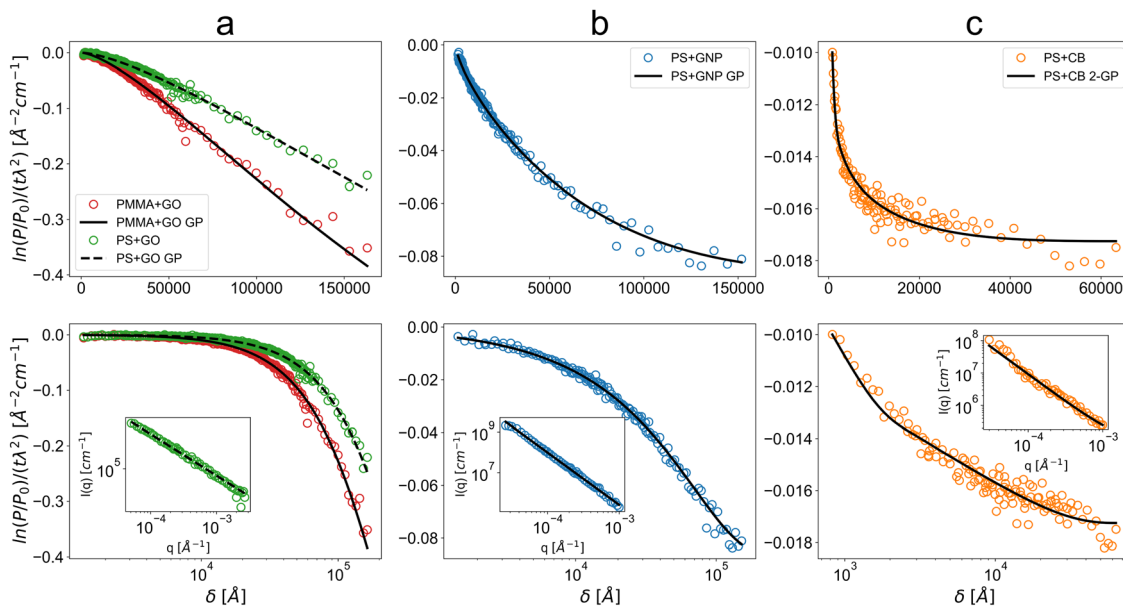 a
b
c
ln(P/P₀)/(tλ²) [Å⁻²cm⁻¹]
0.0
−0.1
−0.2
−0.3
−0.4
PMMA+GO
PMMA+GO GP
PS+GO
PS+GO GP
0
50000
100000
150000
0.00
−0.02
−0.04
−0.06
−0.08
PS+GNP
PS+GNP GP
0
50000
100000
150000
−0.010
−0.012
−0.014
−0.016
−0.018
PS+CB
PS+CB 2-GP
0
20000
40000
60000
ln(P/P₀)/(tλ²) [Å⁻²cm⁻¹]
0.0
−0.1
−0.2
−0.3
−0.4
I(q) [cm⁻¹]
10⁵
10⁻⁴
10⁻³
q [Å⁻¹]
10⁴
10⁵
δ [Å]
0.00
−0.02
−0.04
−0.06
−0.08
I(q) [cm⁻¹]
10⁹
10⁷
10⁻⁴
10⁻³
q [Å⁻¹]
10⁴
10⁵
δ [Å]
−0.010
−0.012
−0.014
−0.016
−0.018
I(q) [cm⁻¹]
10⁸
10⁷
10⁶
10⁻⁴
10⁻³
q [Å⁻¹]
10³
10⁴
δ [Å]